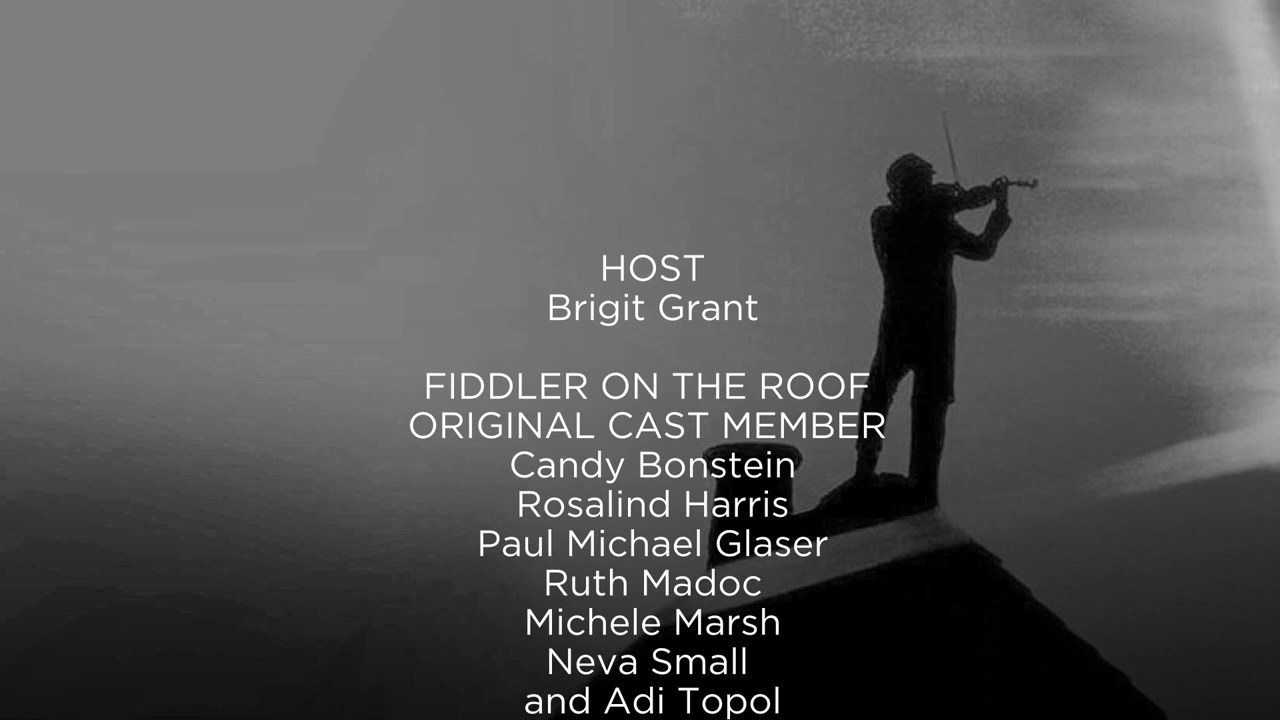 HOST
Brigit Grant
FIDDLER ON THE ROOF
ORIGINAL CAST MEMBER
Candy Bonstein
Rosalind Harris
Paul Michael Glaser
Ruth Madoc
Michele Marsh
Neva Small
and Adi Topol